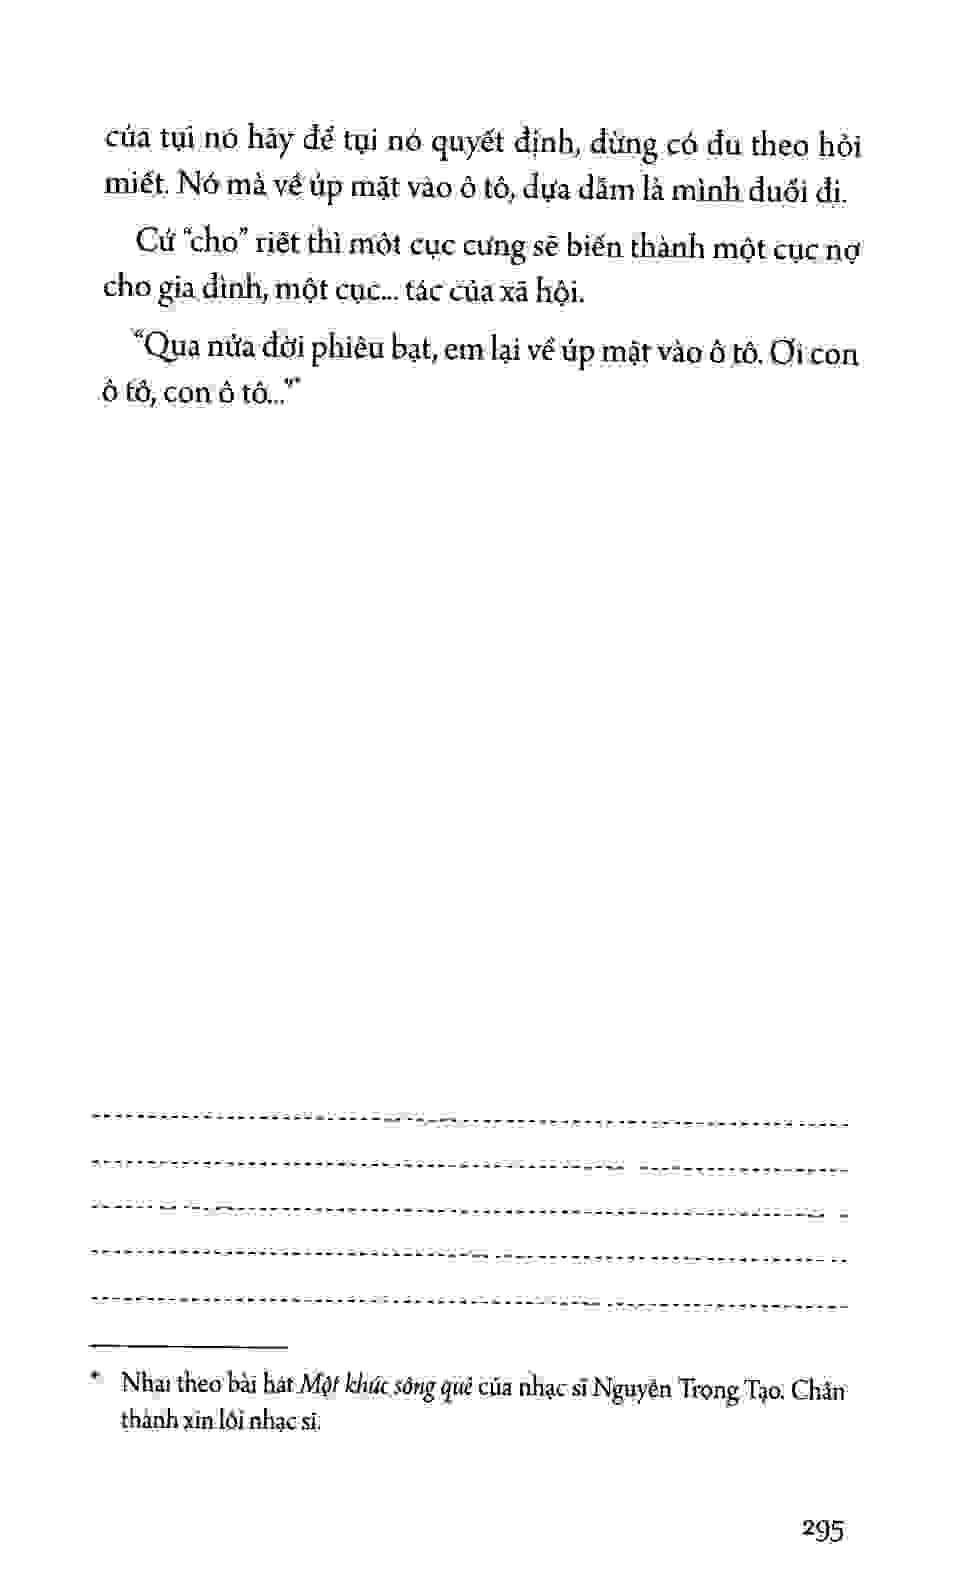 của tụi nó hãy để tụi nó quyết định, đừng có đu theo hỏi
miết. Nó mà về úp mặt vào ô tô, dựa dẫm là mình đuổi đi.
Cứ “cho” riết thì một cục cưng sẽ biến thành một cục nợ
cho gia đình, một cục... tác của xã hội.
“Qua nửa đời phiêu bạt, em lại về úp mặt vào ô tô. Ơi con
ô tô, con ô tô...”*
* Nhại theo bài hát Một khúc sông quê của nhạc sĩ Nguyễn Trọng Tạo. Chân
thành xin lỗi nhạc sĩ.
295